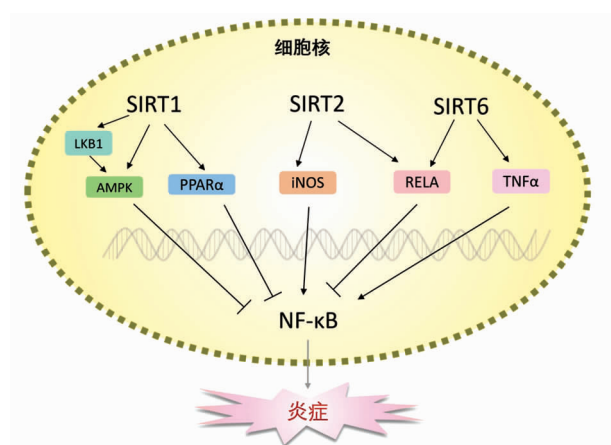 细胞核
SIRT1
SIRT2
SIRT6
LKB1
AMPK
PPARα
iNOS
RELA
TNFα
NF-κB
炎症